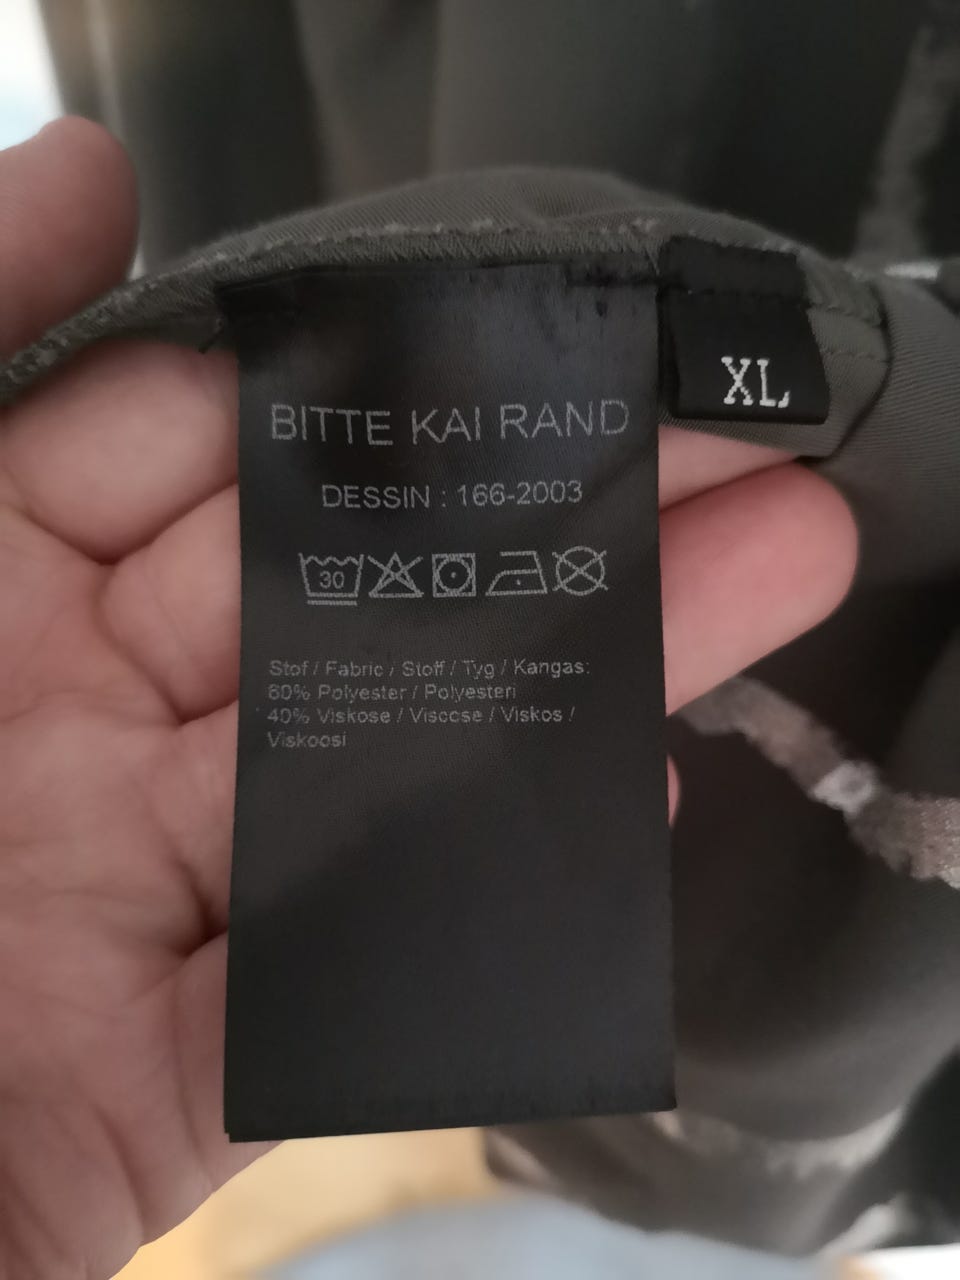 XL
BITTE KAI RAND
DESSIN : 166-2003
30
Stof / Fabric / Stoff / Tyg / Kangas:
60% Polyester / Polyesteri
40% Viskose / Viscose / Viskos /
Viskoosi